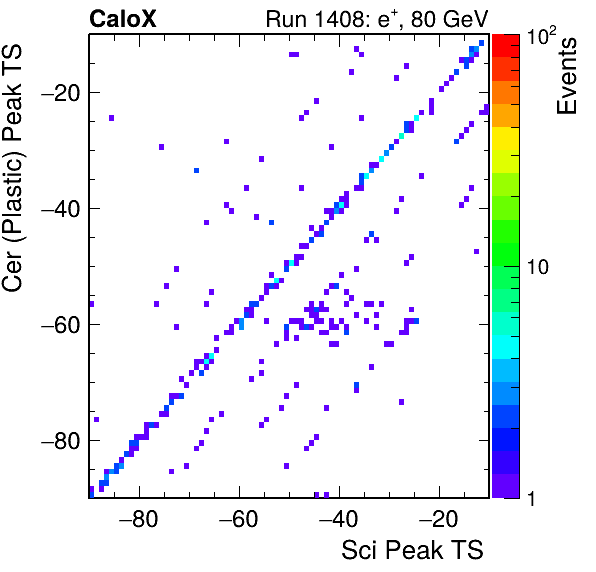 CaloX
Run 1408: e⁺, 80 GeV
Cer (Plastic) Peak TS
−20
−40
−60
−80
−80
−60
−40
−20
Sci Peak TS
10²
10
1
Events